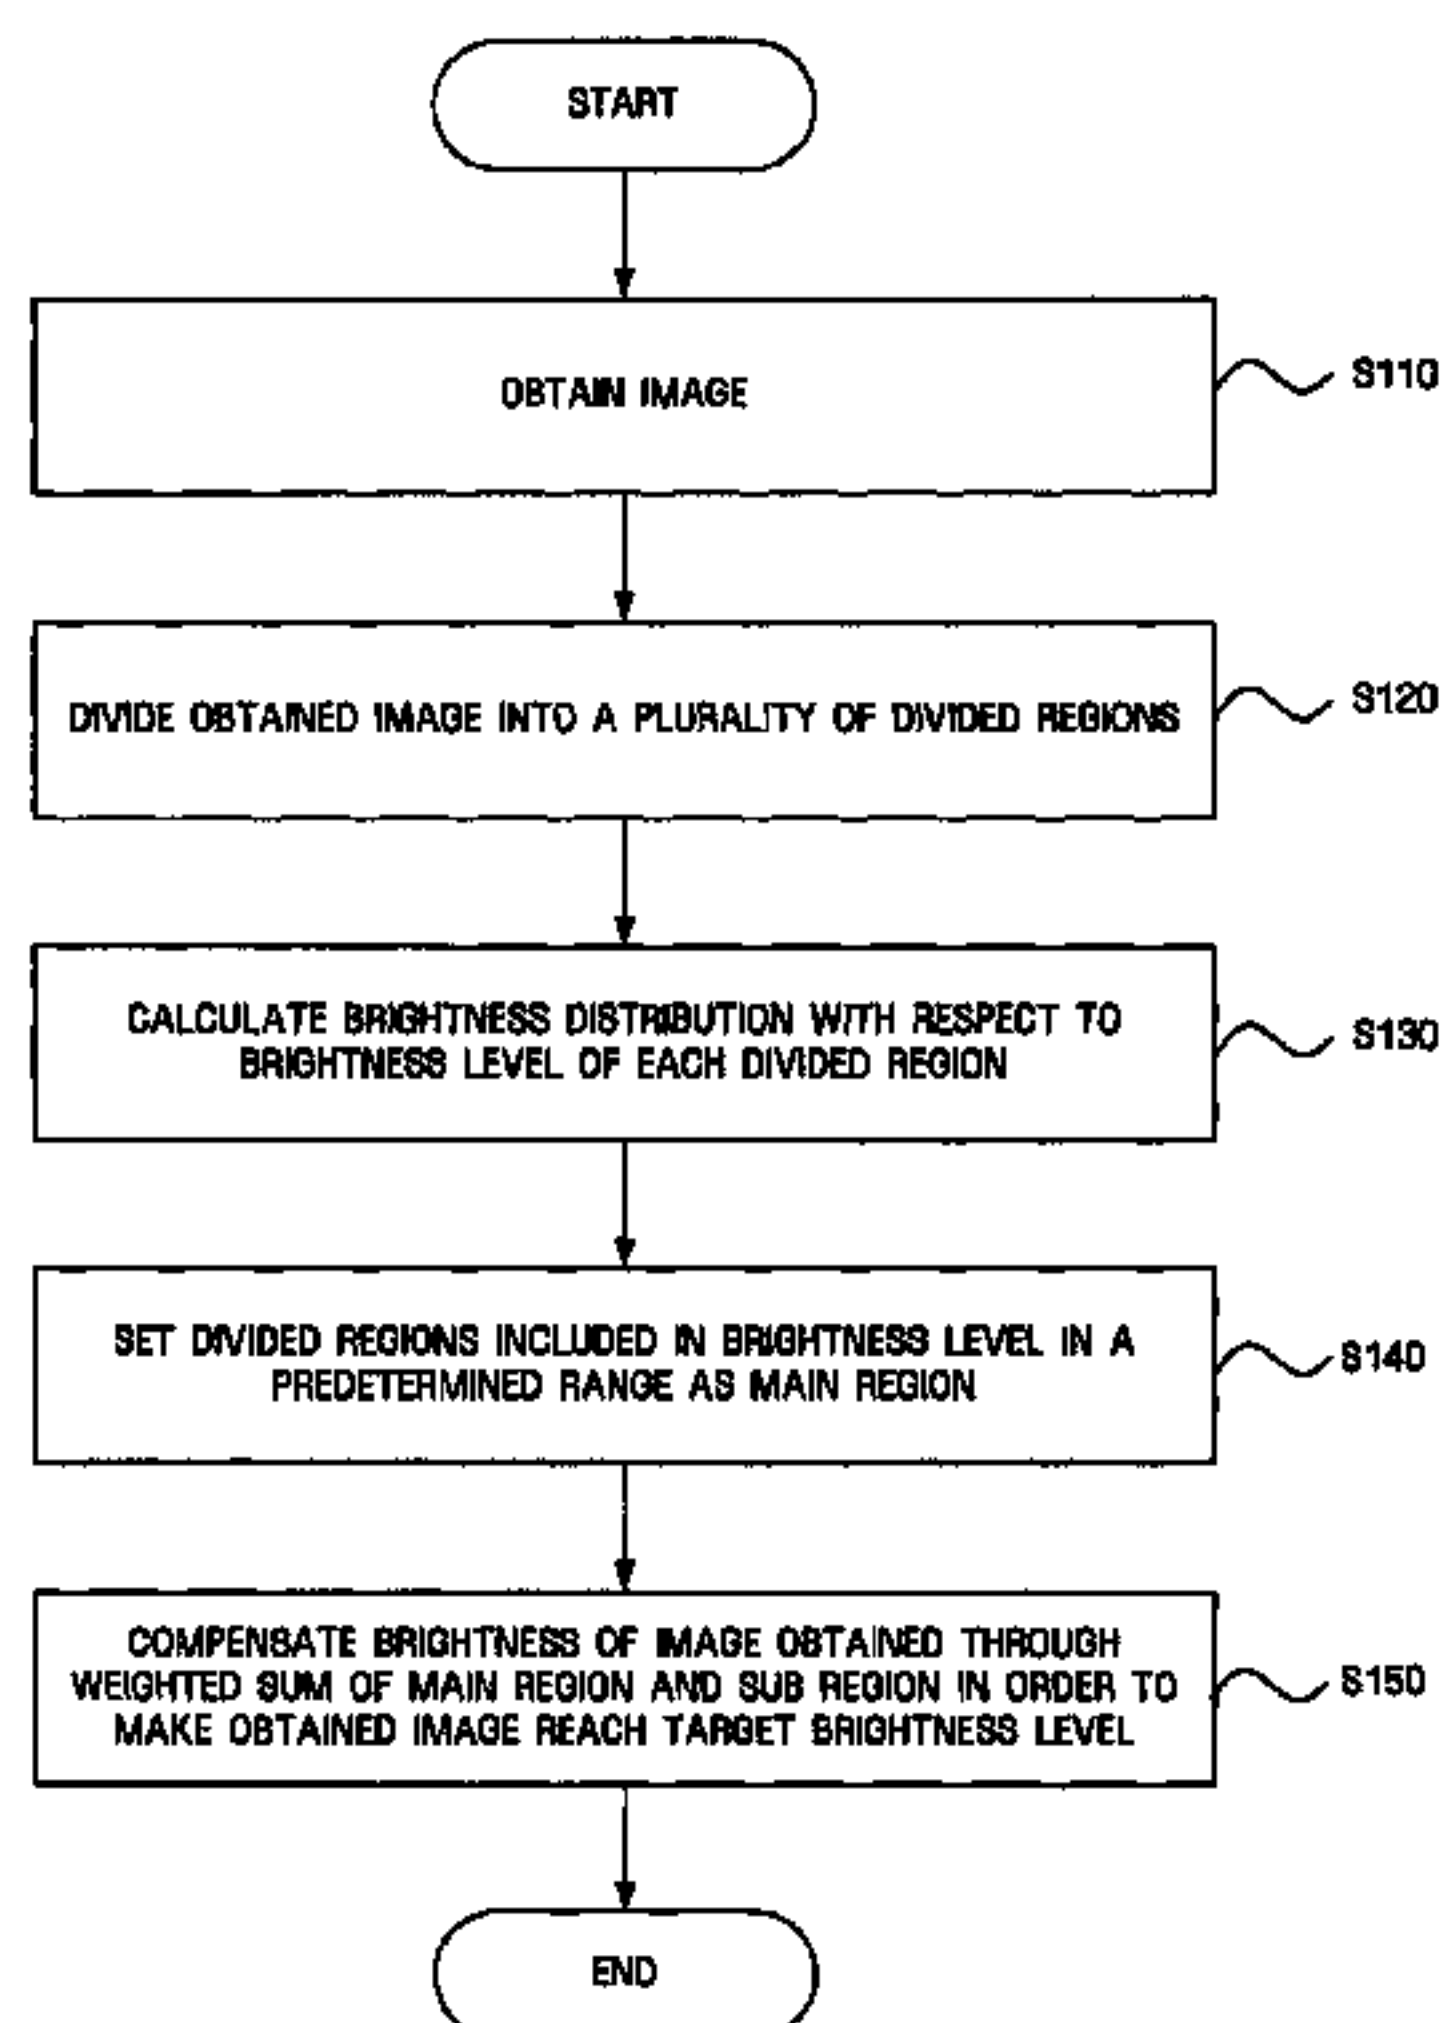 START
OBTAIN IMAGE
S110
DIVIDE OBTAINED IMAGE INTO A PLURALITY OF DIVIDED REGIONS
S120
CALCULATE BRIGHTNESS DISTRIBUTION WITH RESPECT TO
BRIGHTNESS LEVEL OF EACH DIVIDED REGION
S130
SET DIVIDED REGIONS INCLUDED IN BRIGHTNESS LEVEL IN A
PREDETERMINED RANGE AS MAIN REGION
S140
COMPENSATE BRIGHTNESS OF IMAGE OBTAINED THROUGH
WEIGHTED SUM OF MAIN REGION AND SUB REGION IN ORDER TO
MAKE OBTAINED IMAGE REACH TARGET BRIGHTNESS LEVEL
S150
END